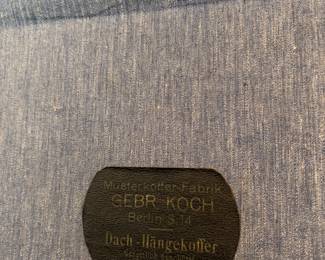 Musterkoffer-Fabrik
GEBR. KOCH
Berlin S.14
Dach-Hängekoffer